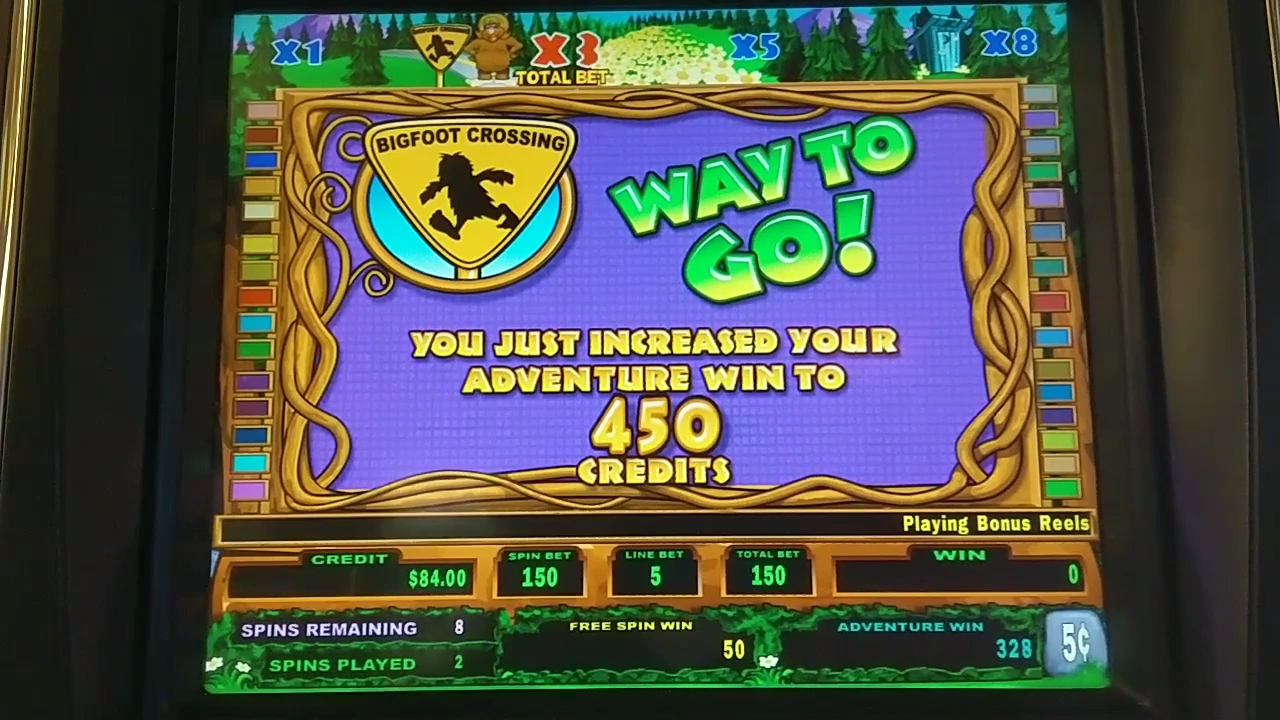 X1
X3
X5
X8
TOTAL BET
BIGFOOT CROSSING
WAY TO
GO!
YOU JUST INCREASED YOUR
ADVENTURE WIN TO
450
CREDITS
Playing Bonus Reels
CREDIT
$84.00
SPIN BET
150
LINE BET
5
TOTAL BET
150
WIN
0
SPINS REMAINING 8
SPINS PLAYED 2
FREE SPIN WIN
50
ADVENTURE WIN
328
5¢